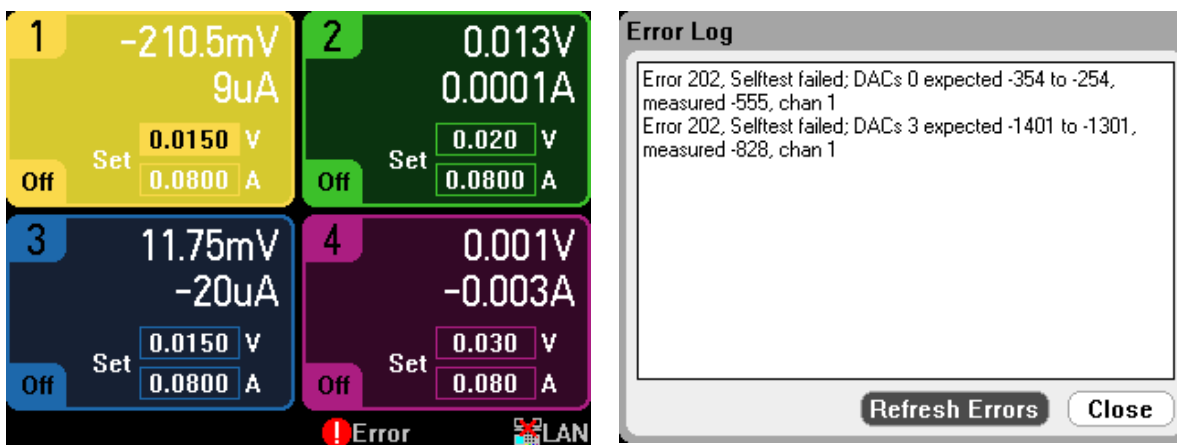 1 -210.5mV
9uA
Set 0.0150 V
Off 0.0800 A
2 0.013V
0.0001A
Set 0.020 V
Off 0.0800 A
3 11.75mV
-20uA
Set 0.0150 V
Off 0.0800 A
4 0.001V
-0.003A
Set 0.030 V
Off 0.080 A
! Error LAN
Error Log
Error 202, Selftest failed; DACs 0 expected -354 to -254,
measured -555, chan 1
Error 202, Selftest failed; DACs 3 expected -1401 to -1301,
measured -828, chan 1
Refresh Errors Close